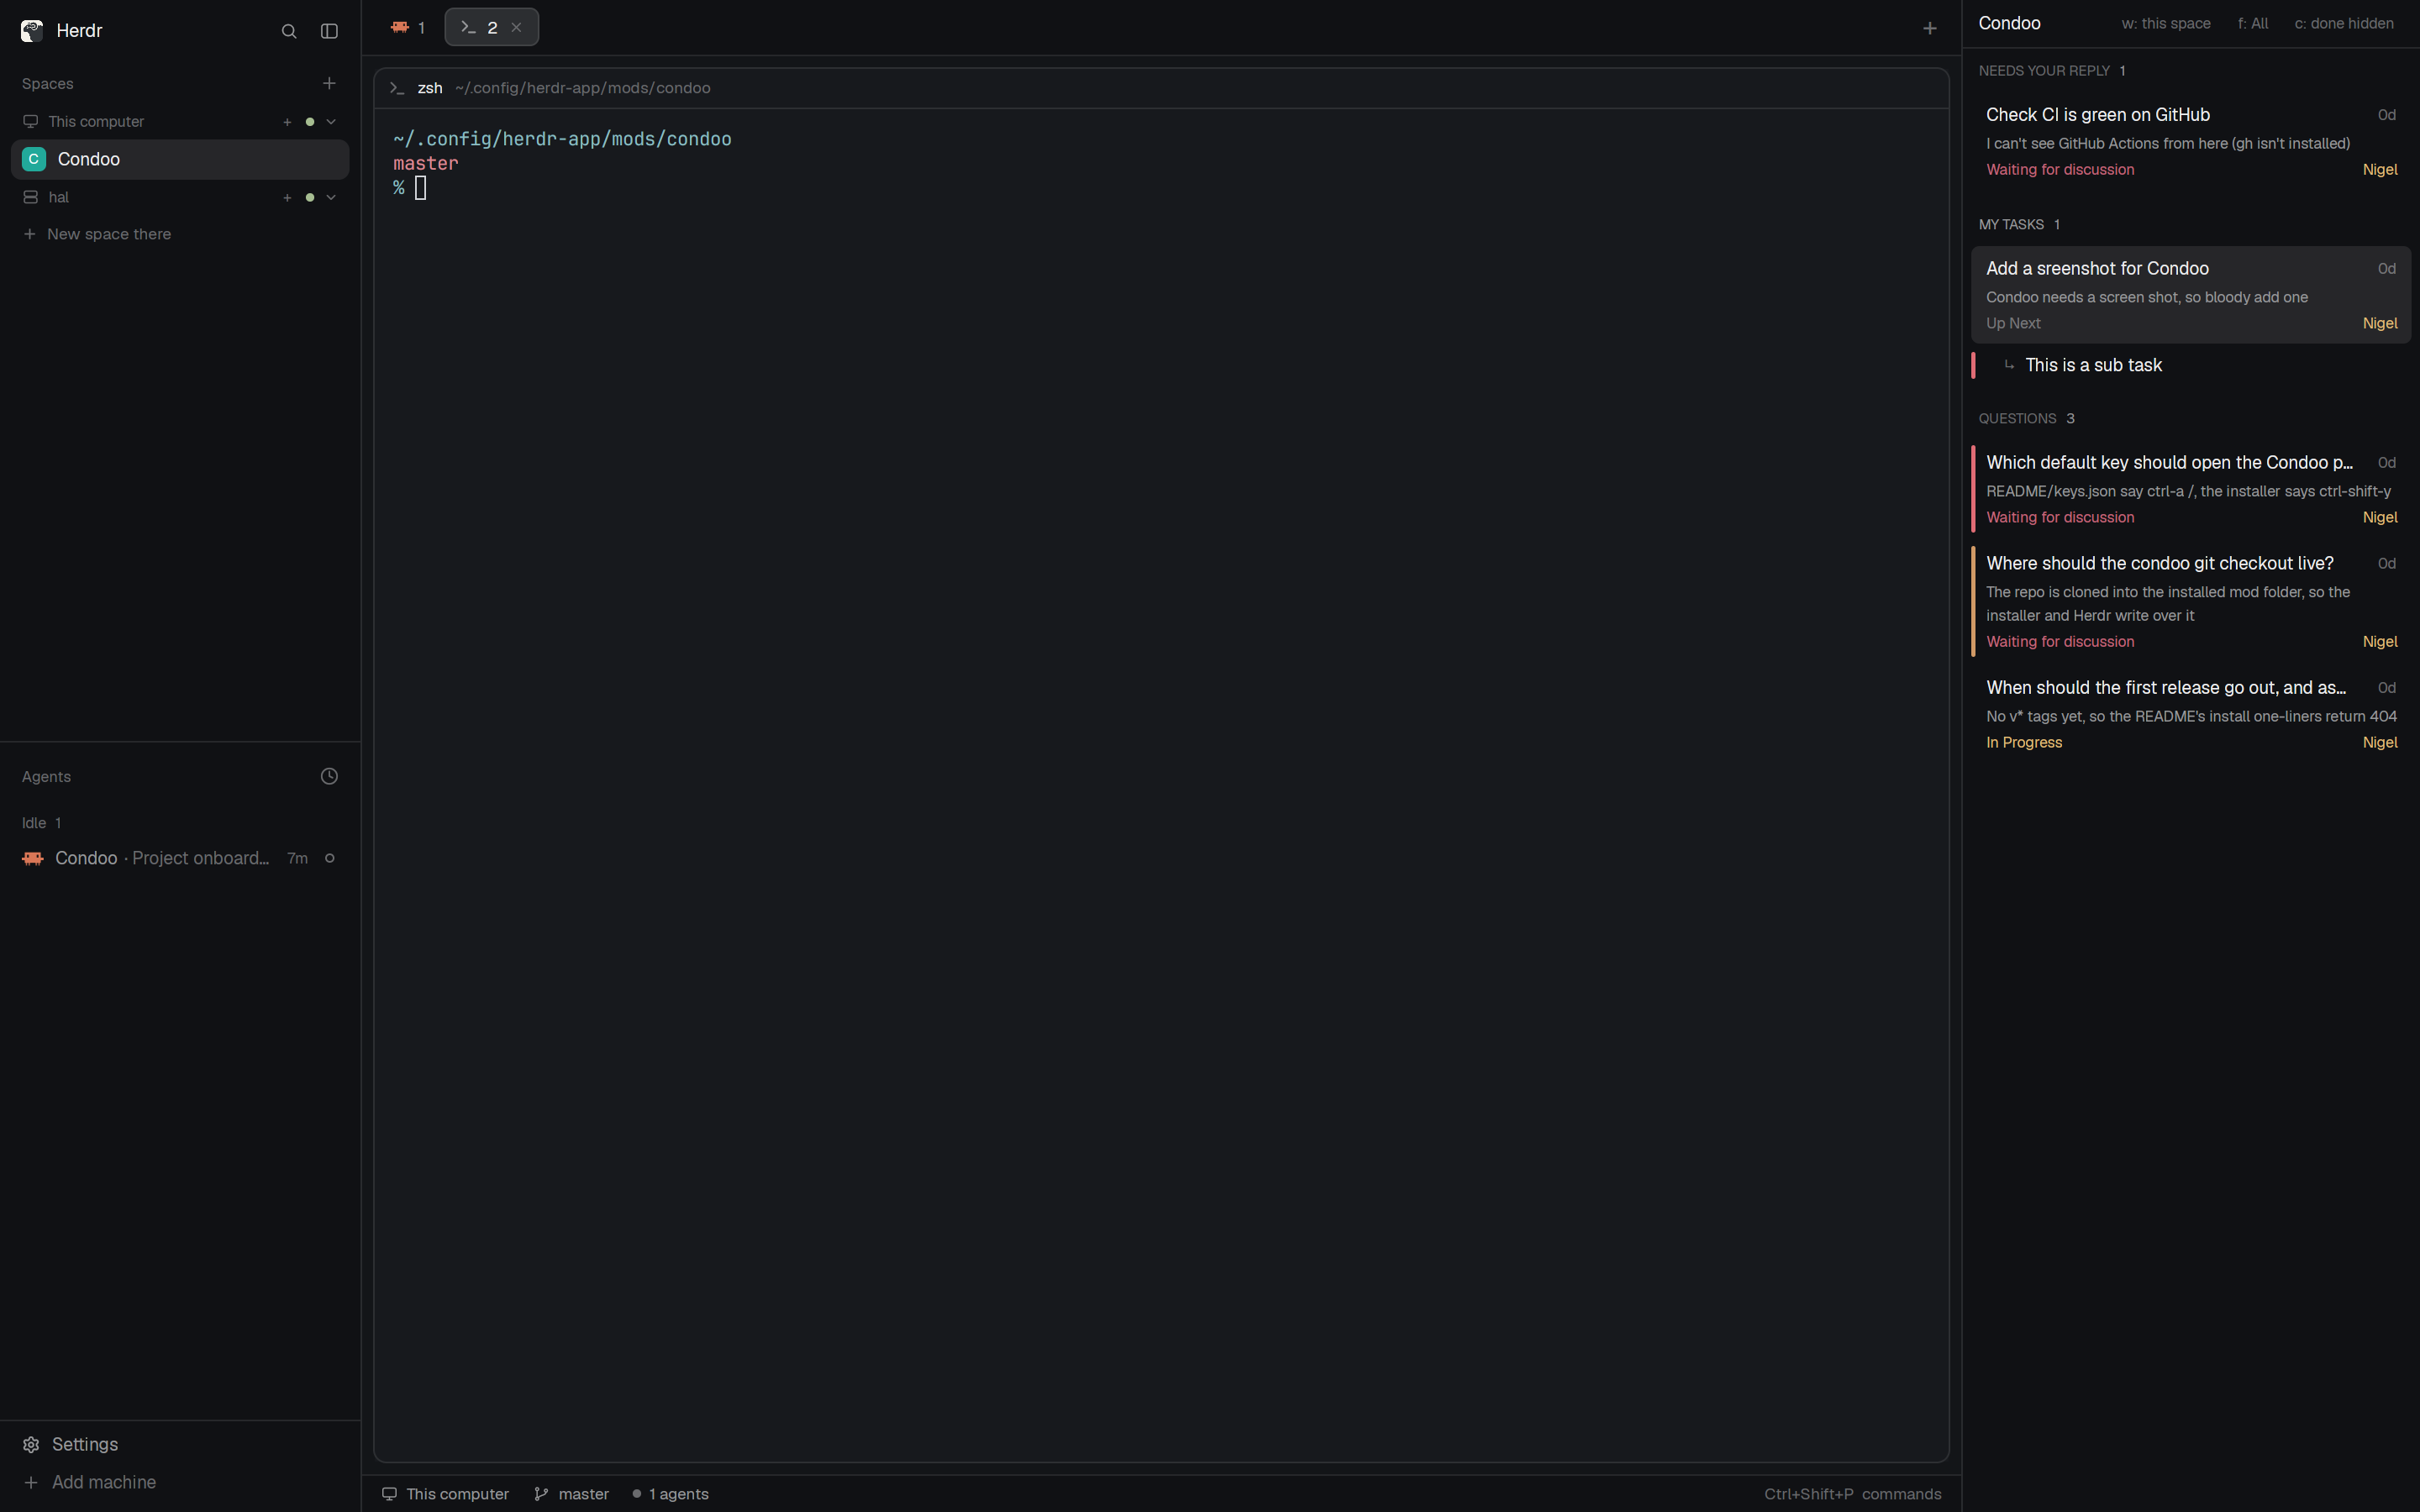 Herdr
Spaces
This computer
C Condoo
hal
New space there
Agents
Idle 1
Condoo · Project onboard... 7m
Settings
Add machine
1
2
zsh ~/.config/herdr-app/mods/condoo
~/.config/herdr-app/mods/condoo
master
%
This computer master 1 agents
Ctrl+Shift+P commands
Condoo w: this space f: All c: done hidden
NEEDS YOUR REPLY 1
Check CI is green on GitHub 0d
I can't see GitHub Actions from here (gh isn't installed)
Waiting for discussion Nigel
MY TASKS 1
Add a sreenshot for Condoo 0d
Condoo needs a screen shot, so bloody add one
Up Next Nigel
This is a sub task
QUESTIONS 3
Which default key should open the Condoo p... 0d
README/keys.json say ctrl-a /, the installer says ctrl-shift-y
Waiting for discussion Nigel
Where should the condoo git checkout live? 0d
The repo is cloned into the installed mod folder, so the
installer and Herdr write over it
Waiting for discussion Nigel
When should the first release go out, and as... 0d
No v* tags yet, so the README's install one-liners return 404
In Progress Nigel